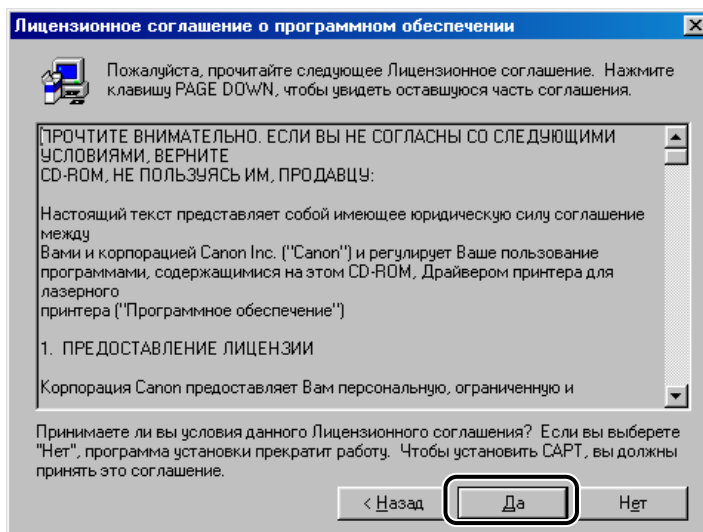 Лицензионное соглашение о программном обеспечении
Пожалуйста, прочитайте следующее Лицензионное соглашение. Нажмите
клавишу PAGE DOWN, чтобы увидеть оставшуюся часть соглашения.
ПРОЧТИТЕ ВНИМАТЕЛЬНО. ЕСЛИ ВЫ НЕ СОГЛАСНЫ СО СЛЕДУЮЩИМИ
УСЛОВИЯМИ, ВЕРНИТЕ
CD-ROM, НЕ ПОЛЬЗУЯСЬ ИМ, ПРОДАВЦУ:
Настоящий текст представляет собой имеющее юридическую силу соглашение
между
Вами и корпорацией Canon Inc. ("Canon") и регулирует Ваше пользование
программами, содержащимися на этом CD-ROM, Драйвером принтера для
лазерного
принтера ("Программное обеспечение")
1. ПРЕДОСТАВЛЕНИЕ ЛИЦЕНЗИИ
Корпорация Canon предоставляет Вам персональную, ограниченную и
Принимаете ли вы условия данного Лицензионного соглашения? Если вы выберете
"Нет", программа установки прекратит работу. Чтобы установить CAPT, вы должны
принять это соглашение.
< Назад Да Нет